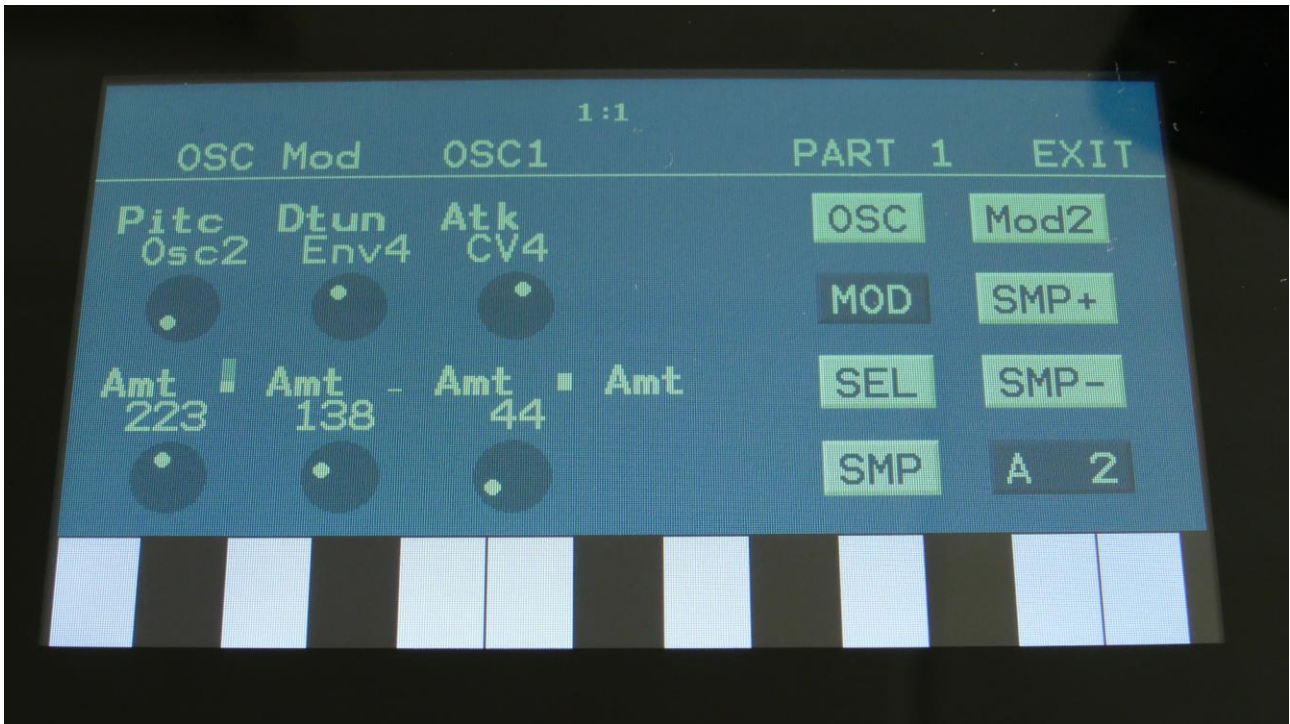 1:1
OSC Mod OSC1 PART 1 EXIT
Pitc Dtun Atk OSC Mod2
Osc2 Env4 CV4
MOD SMP+
Amt Amt Amt Amt SEL SMP-
223 138 44
SMP A 2